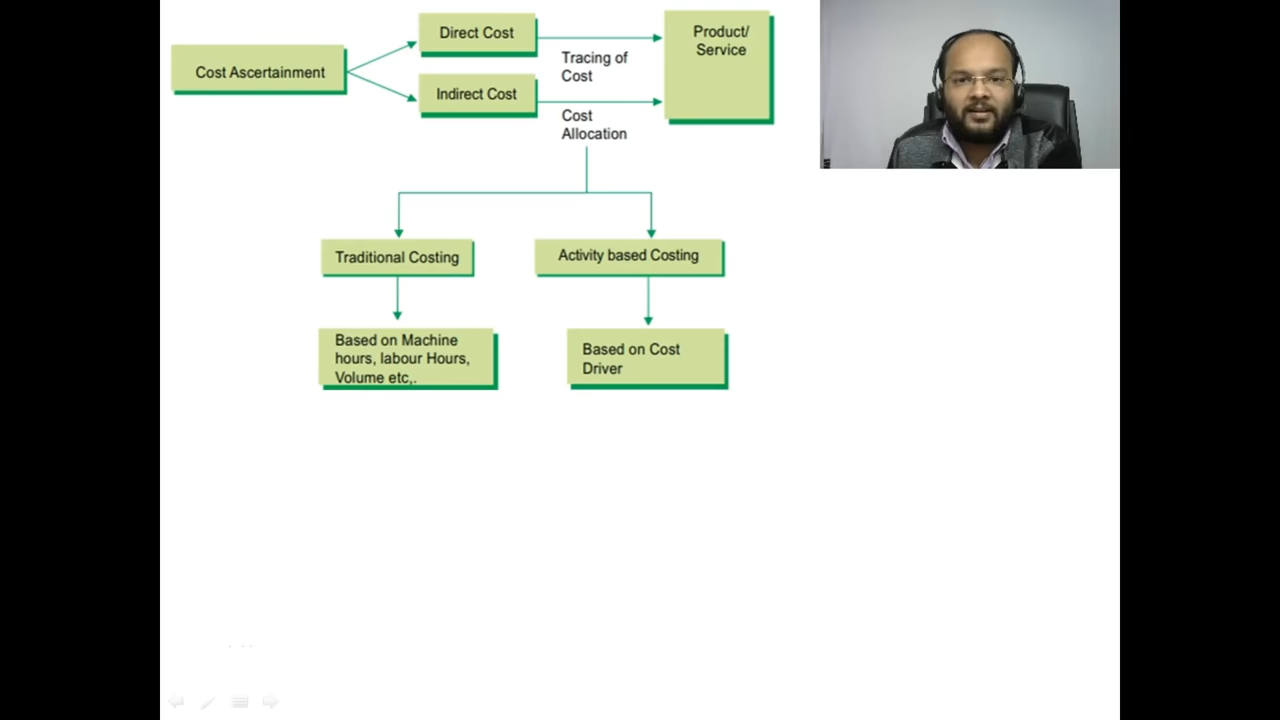 Direct Cost
Product/
Service
Cost Ascertainment
Tracing of
Cost
Indirect Cost
Cost
Allocation
Traditional Costing
Activity based Costing
Based on Machine
hours, labour Hours,
Volume etc,.
Based on Cost
Driver